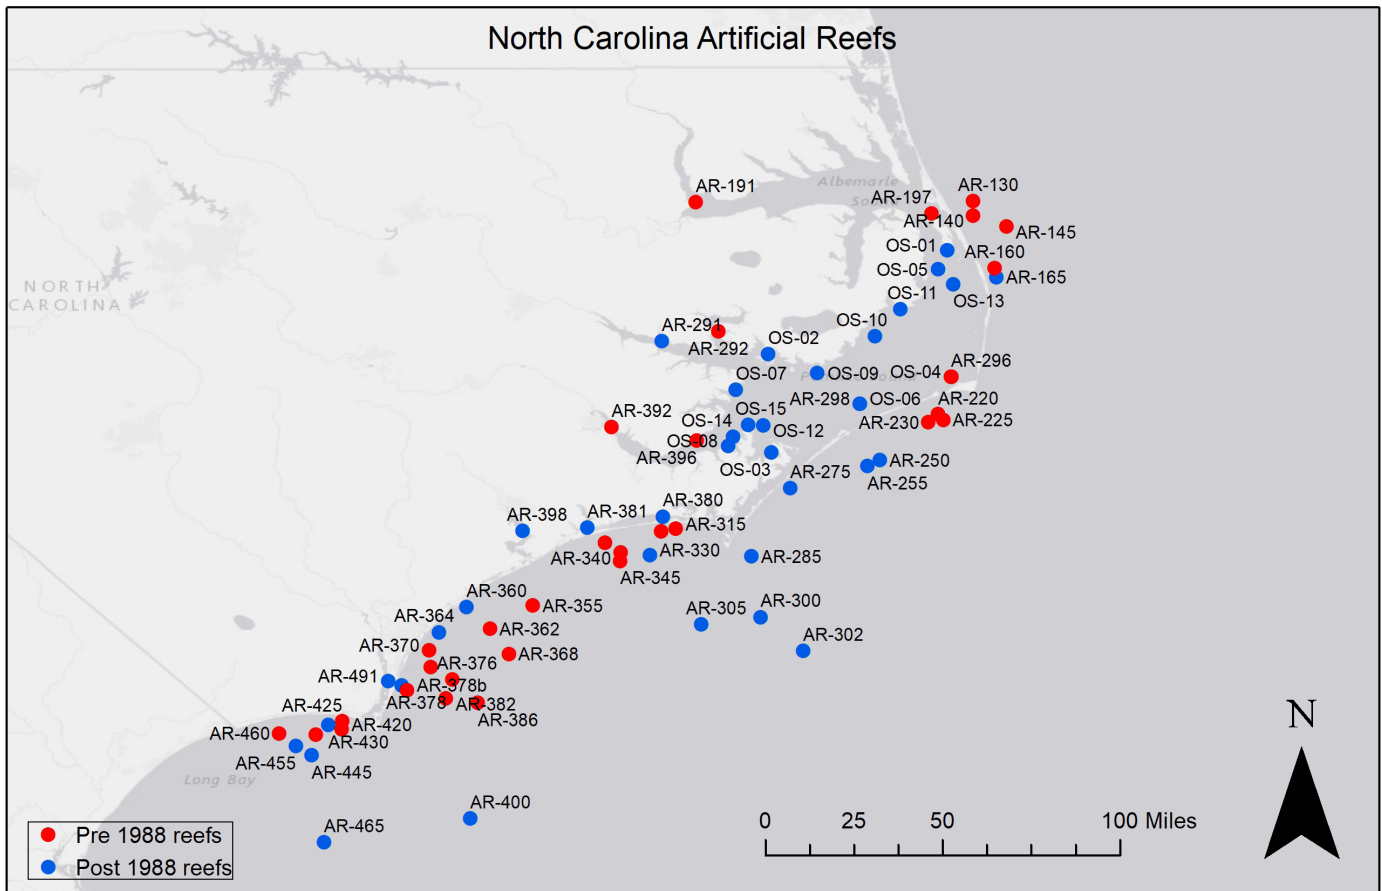 North Carolina Artificial Reefs
Albemarle
AR-191
AR-130
AR-197
AR-140
AR-145
OS-01
AR-160
OS-05
AR-165
OS-11
OS-13
NORTH
CAROLINA
AR-291
OS-10
AR-292
OS-02
OS-07
OS-09
OS-04
AR-296
AR-298
OS-06
AR-220
AR-392
OS-14
OS-15
AR-230
AR-225
OS-08
OS-12
AR-396
OS-03
AR-275
AR-250
AR-255
AR-398
AR-381
AR-380
AR-315
AR-340
AR-330
AR-285
AR-345
AR-360
AR-355
AR-305
AR-300
AR-364
AR-362
AR-302
AR-370
AR-376
AR-368
AR-491
AR-378b
AR-378
AR-382
AR-386
AR-425
AR-420
AR-460
AR-430
AR-455
AR-445
Long Bay
AR-400
AR-465
N
0 25 50 100 Miles
Pre 1988 reefs
Post 1988 reefs